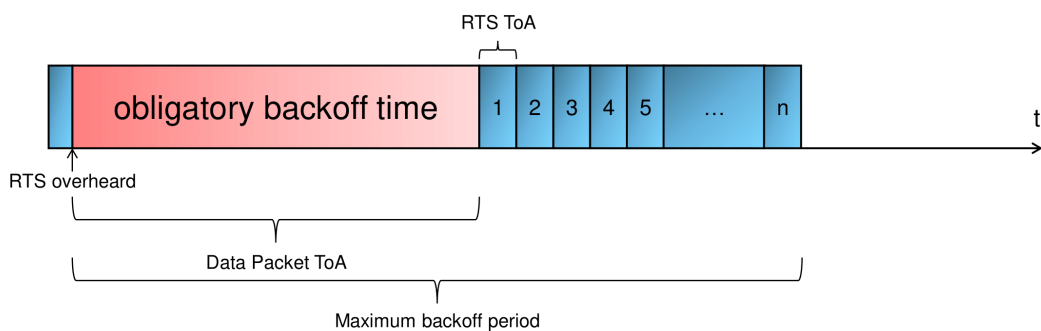 RTS ToA
obligatory backoff time
1 2 3 4 5 … n
t
RTS overheard
Data Packet ToA
Maximum backoff period